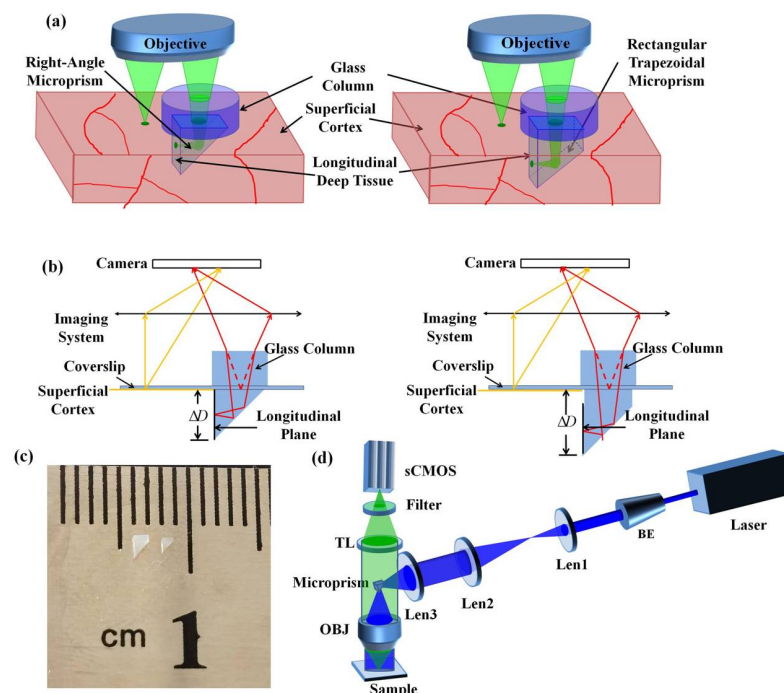 (a)
Objective
Right-Angle
Microprism
Glass
Column
Superficial
Cortex
Longitudinal
Deep Tissue
Objective
Rectangular
Trapezoidal
Microprism
(b)
Camera
Imaging
System
Glass Column
Coverslip
Superficial
Cortex
ΔD
Longitudinal
Plane
Camera
Imaging
System
Glass Column
Coverslip
Superficial
Cortex
ΔD
Longitudinal
Plane
(c)
cm 1
(d)
sCMOS
Filter
TL
Microprism
OBJ
Sample
Len3
Len2
Len1
BE
Laser